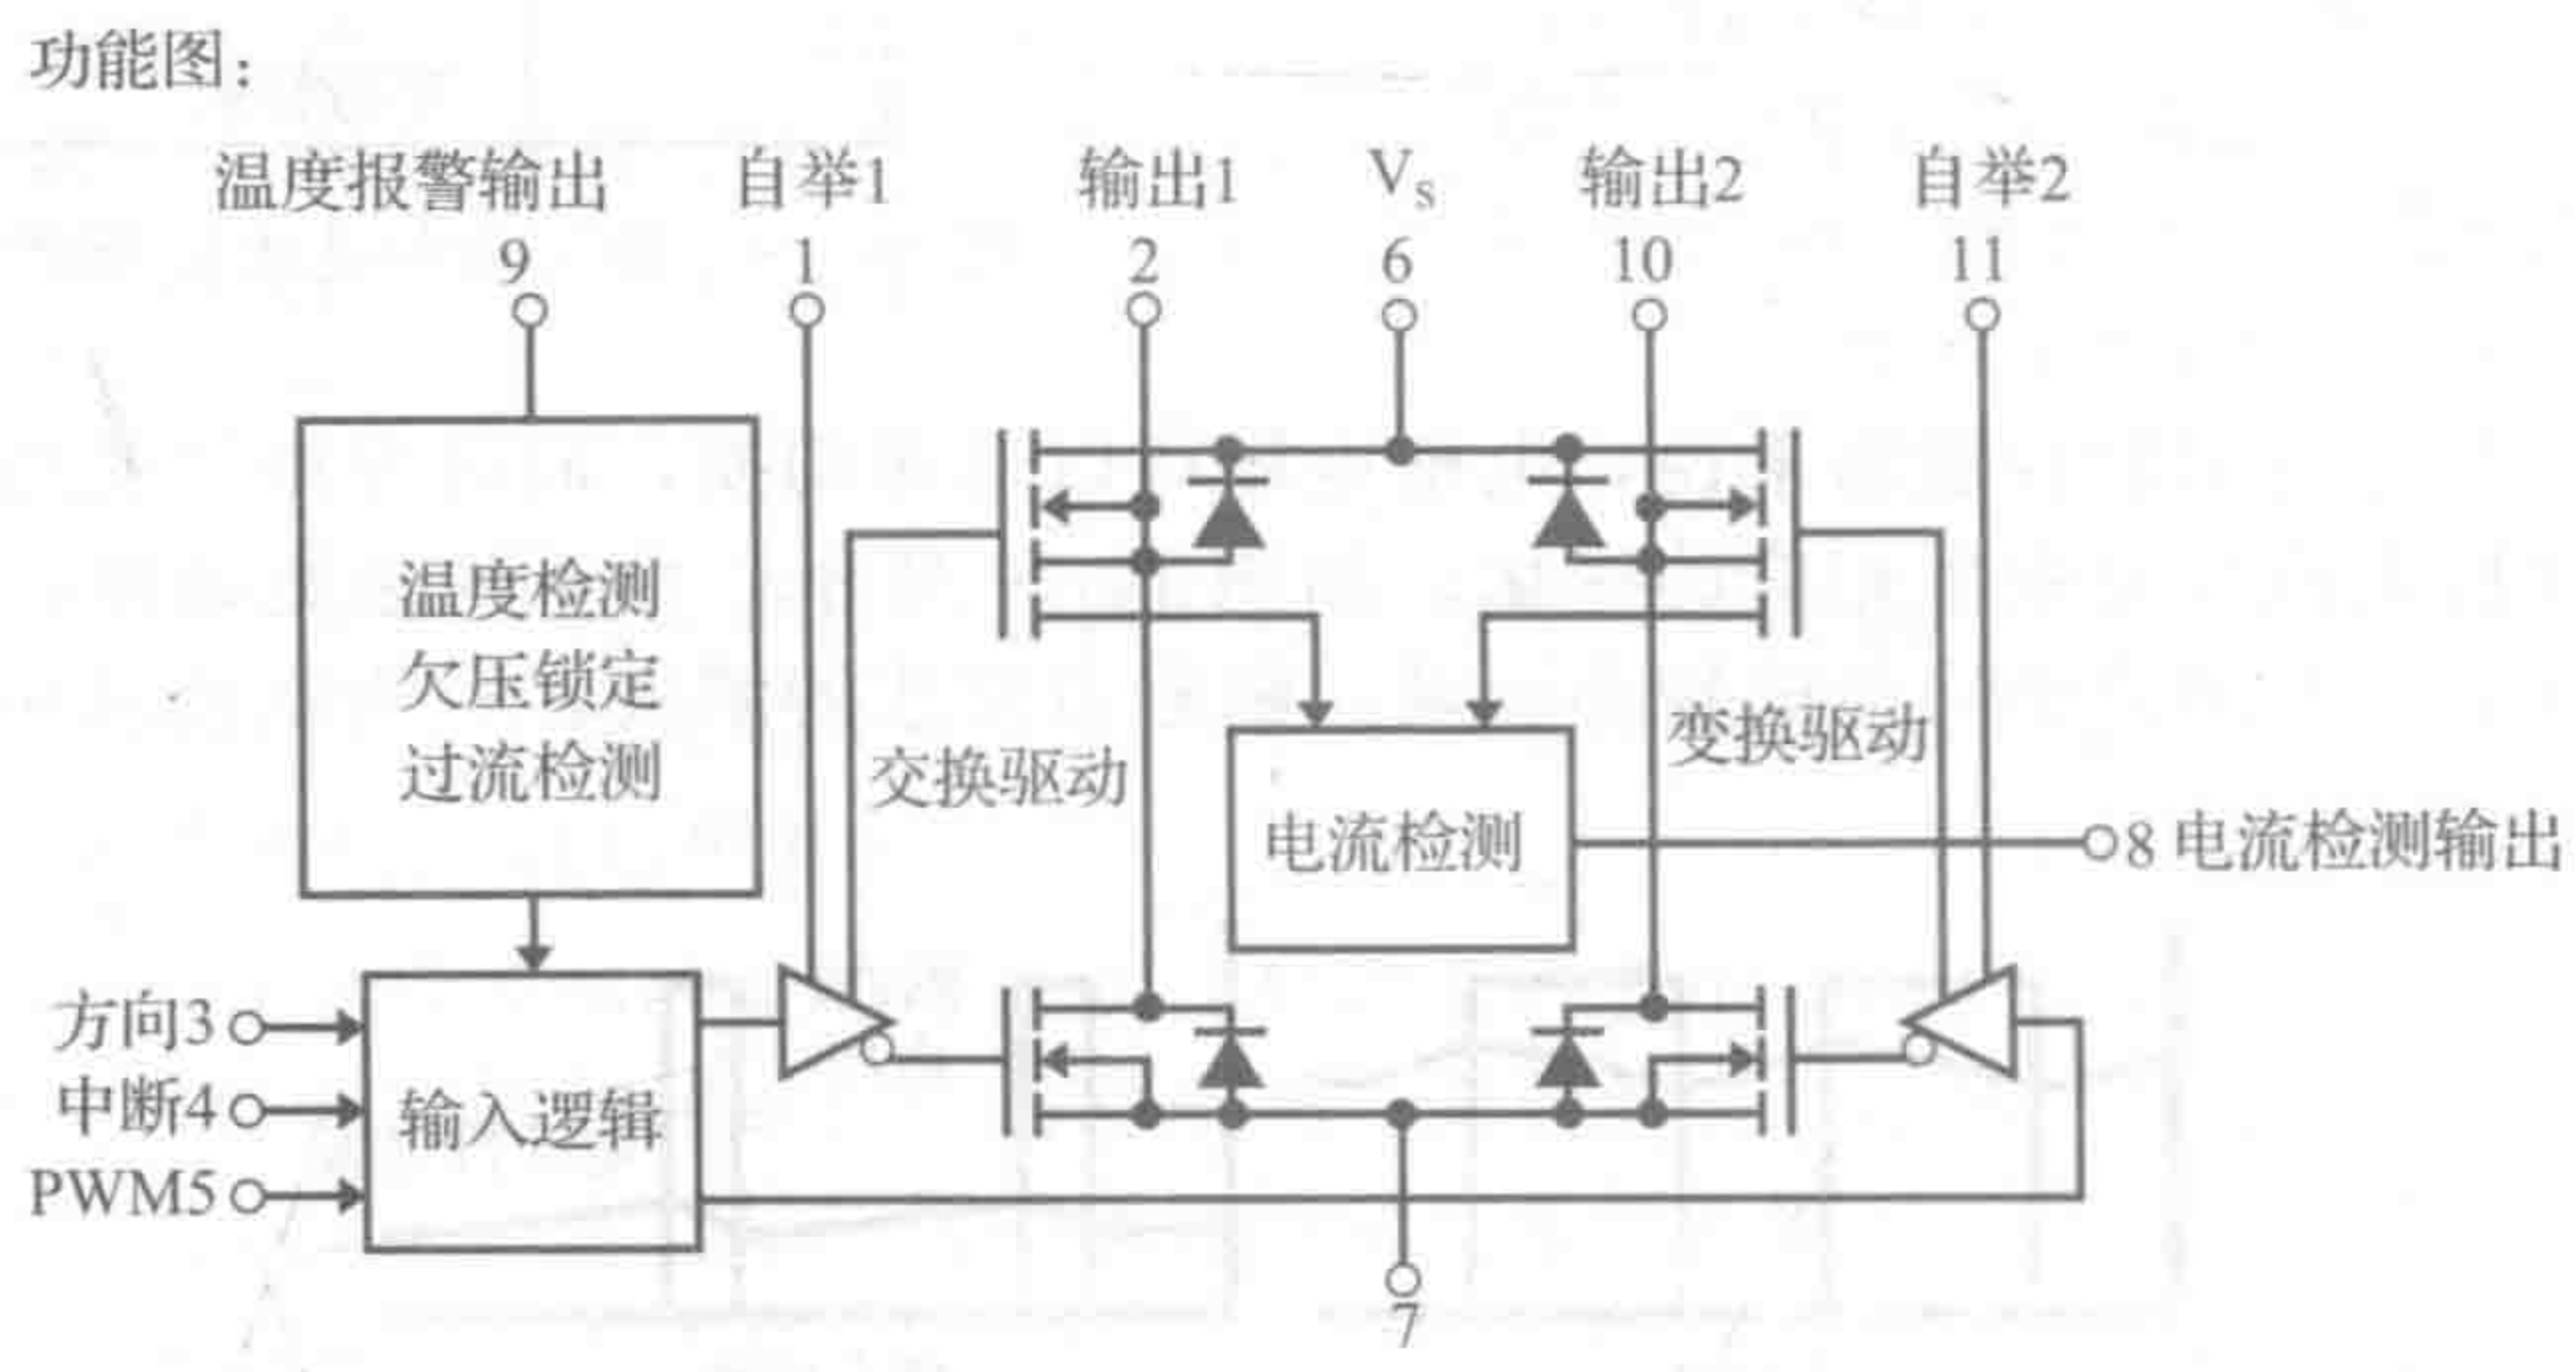 功能图：
温度报警输出 自举1 输出1 VS 输出2 自举2
9 1 2 6 10 11
温度检测
欠压锁定
过流检测
交换驱动
变换驱动
电流检测
8 电流检测输出
方向3
中断4
PWM5
输入逻辑
7